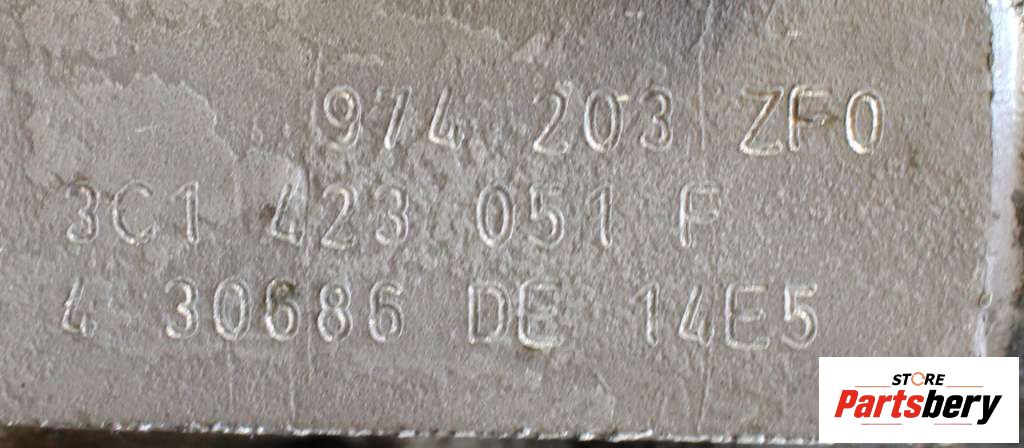 974 203 ZF0
3C1 423 051 F
4 30686 DE 14E5
STORE
Partsbery